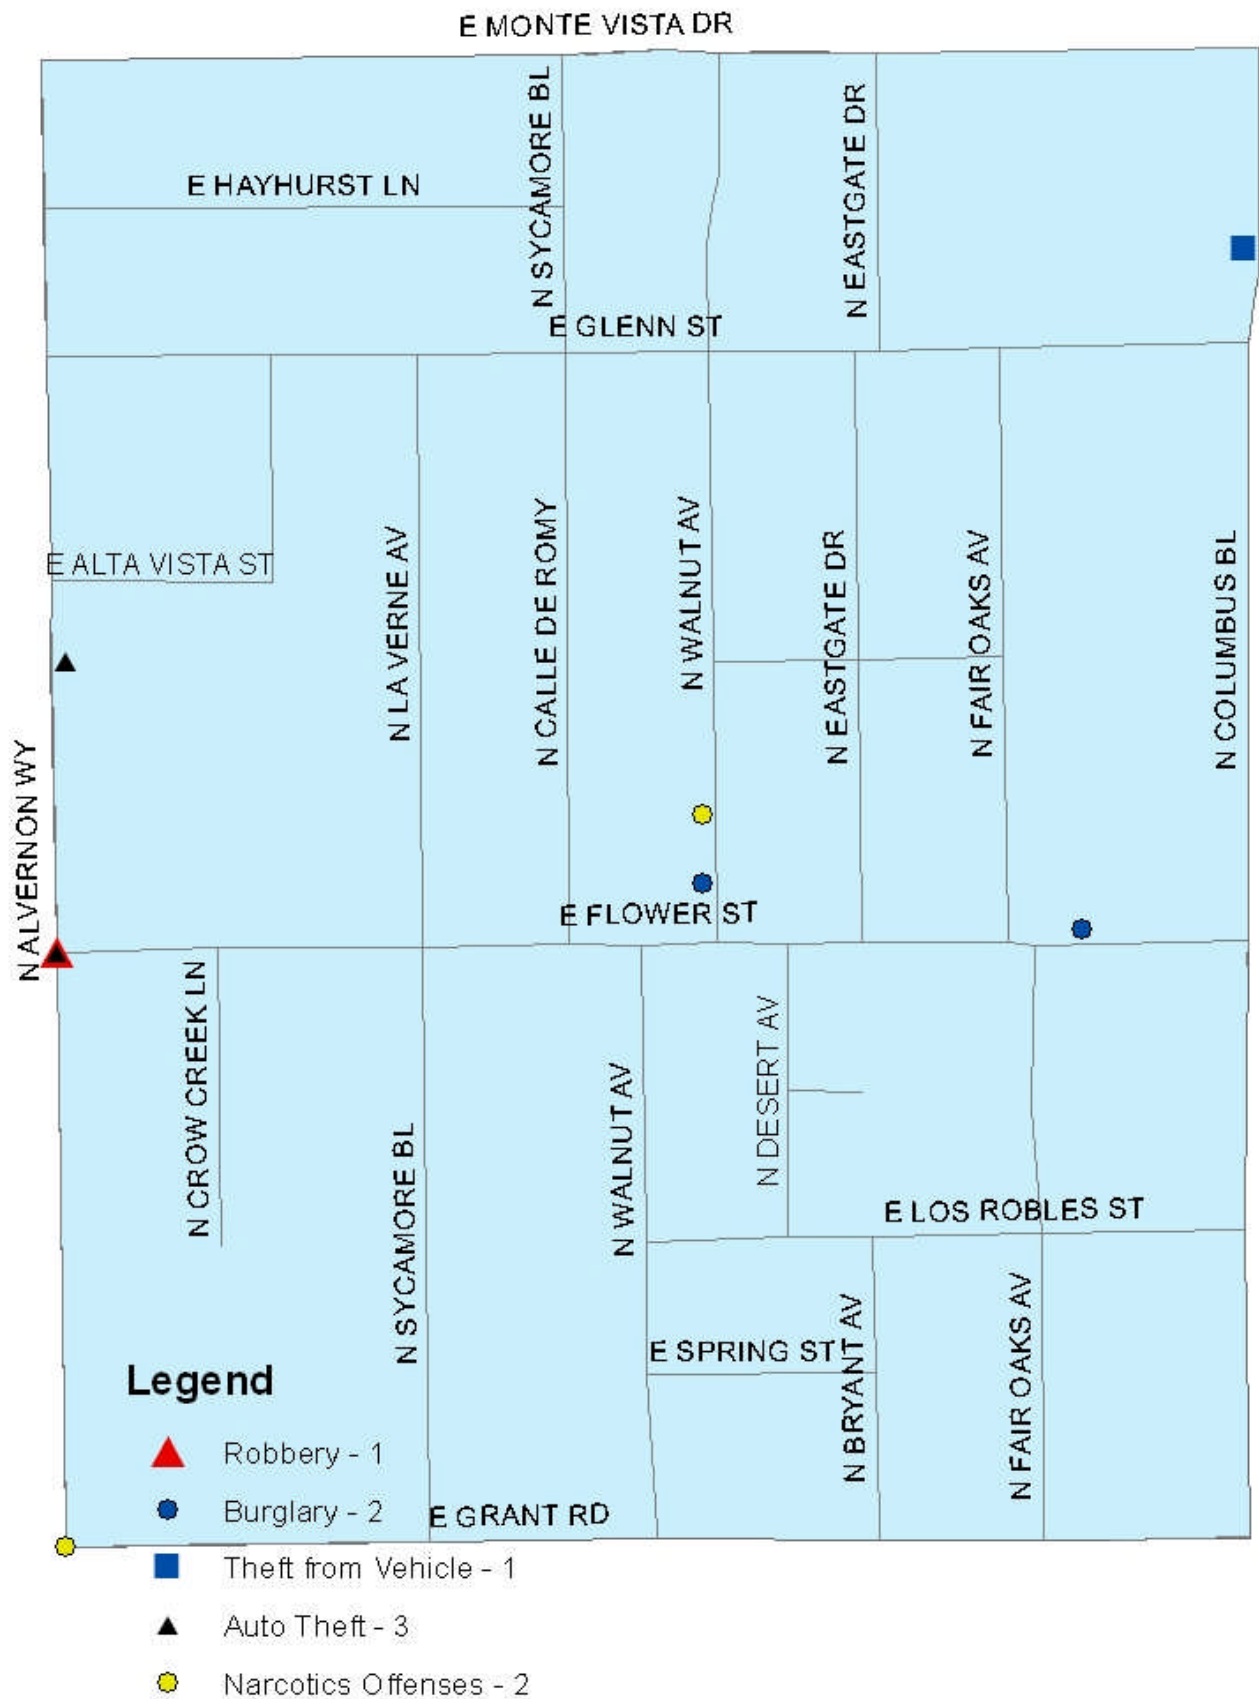 E MONTE VISTA DR
N SYCAMORE BL
N EASTGATE DR
E HAYHURST LN
E GLENN ST
N LA VERNE AV
N CALLE DE ROMY
N WALNUT AV
N EASTGATE DR
N FAIR OAKS AV
N COLUMBUS BL
E ALTA VISTA ST
N ALVERNON WY
E FLOWER ST
N CROW CREEK LN
N SYCAMORE BL
N WALNUT AV
N DESERT AV
E LOS ROBLES ST
N BRYANT AV
N FAIR OAKS AV
E SPRING ST
Legend
Robbery - 1
Burglary - 2
E GRANT RD
Theft from Vehicle - 1
Auto Theft - 3
Narcotics Offenses - 2